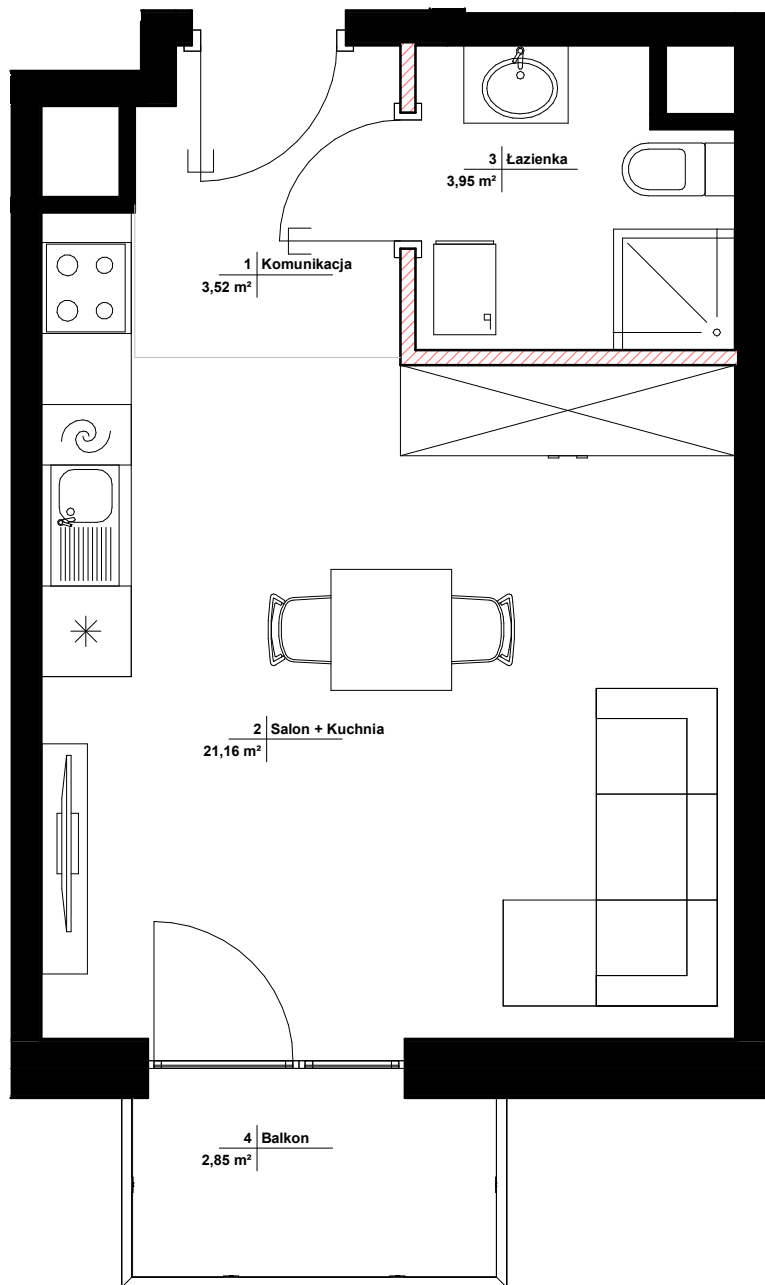 3 Łazienka
3,95 m²
1 Komunikacja
3,52 m²
2 Salon + Kuchnia
21,16 m²
4 Balkon
2,85 m²